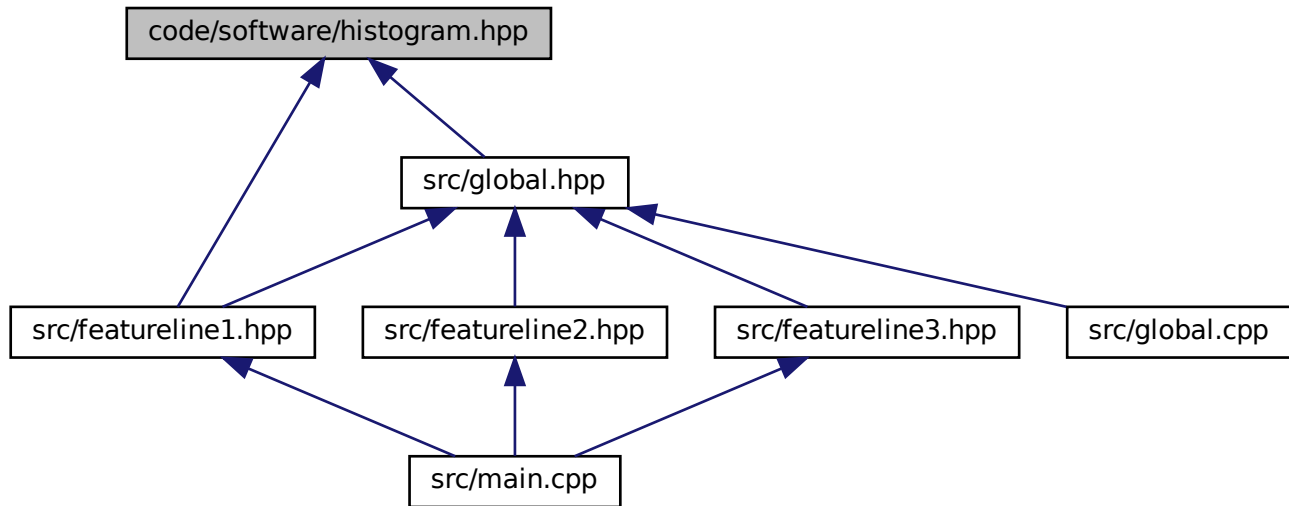 code/software/histogram.hpp
src/global.hpp
src/featureline1.hpp
src/featureline2.hpp
src/featureline3.hpp
src/global.cpp
src/main.cpp